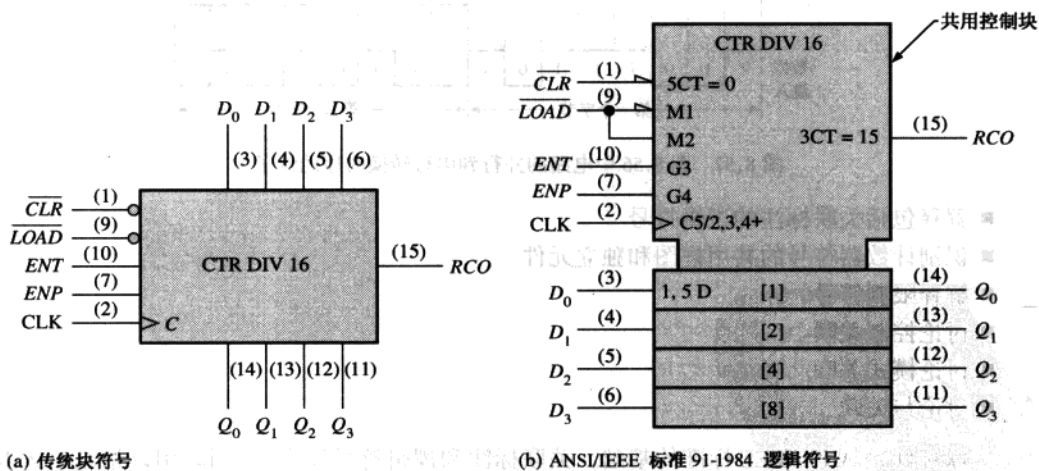 共用控制块
CTR DIV 16
(1)
CLR
5CT = 0
(9)
LOAD
M1
M2
3CT = 15
(15)
RCO
(10)
ENT
G3
(7)
ENP
G4
(2)
CLK
C5/2,3,4+
D₀ (3) 1, 5 D [1] (14) Q₀
D₁ (4) [2] (13) Q₁
D₂ (5) [4] (12) Q₂
D₃ (6) [8] (11) Q₃
D₀ D₁ D₂ D₃
(3) (4) (5) (6)
(1)
CLR
(9)
LOAD
(10)
ENT
CTR DIV 16
(15)
RCO
(7)
ENP
(2)
CLK
C
(14) (13) (12) (11)
Q₀ Q₁ Q₂ Q₃
(a) 传统块符号
(b) ANSI/IEEE 标准 91-1984 逻辑符号